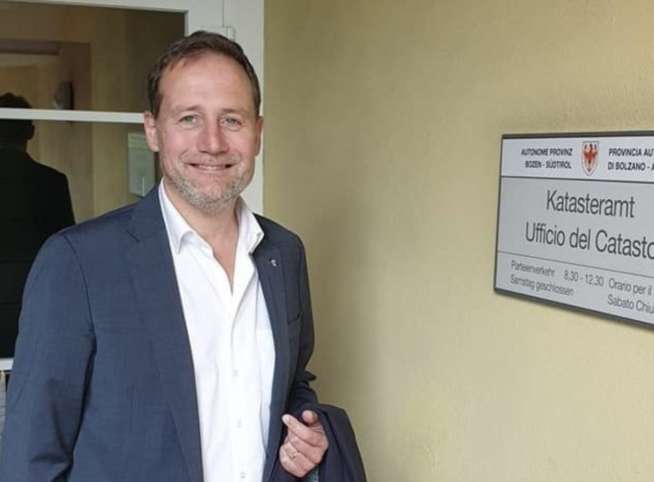 AUTONOME PROVINZ
BOZEN - SÜDTIROL
PROVINCIA AUT
DI BOLZANO - A
Katasteramt
Ufficio del Catasto
Parteienverkehr 8.30 - 12.30 Orario per il
Samstag geschlossen Sabato Chiu